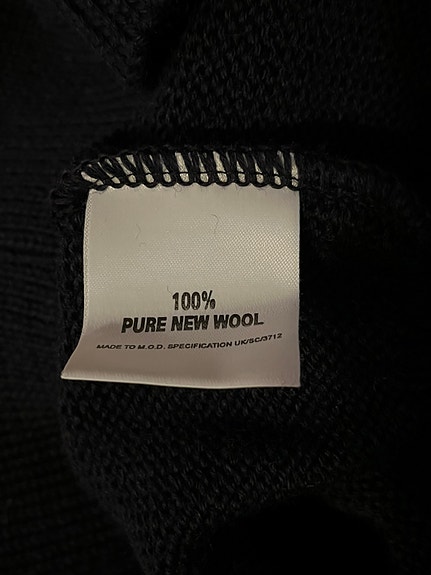 100%
PURE NEW WOOL
MADE TO M.O.D. SPECIFICATION UK/SC/3712